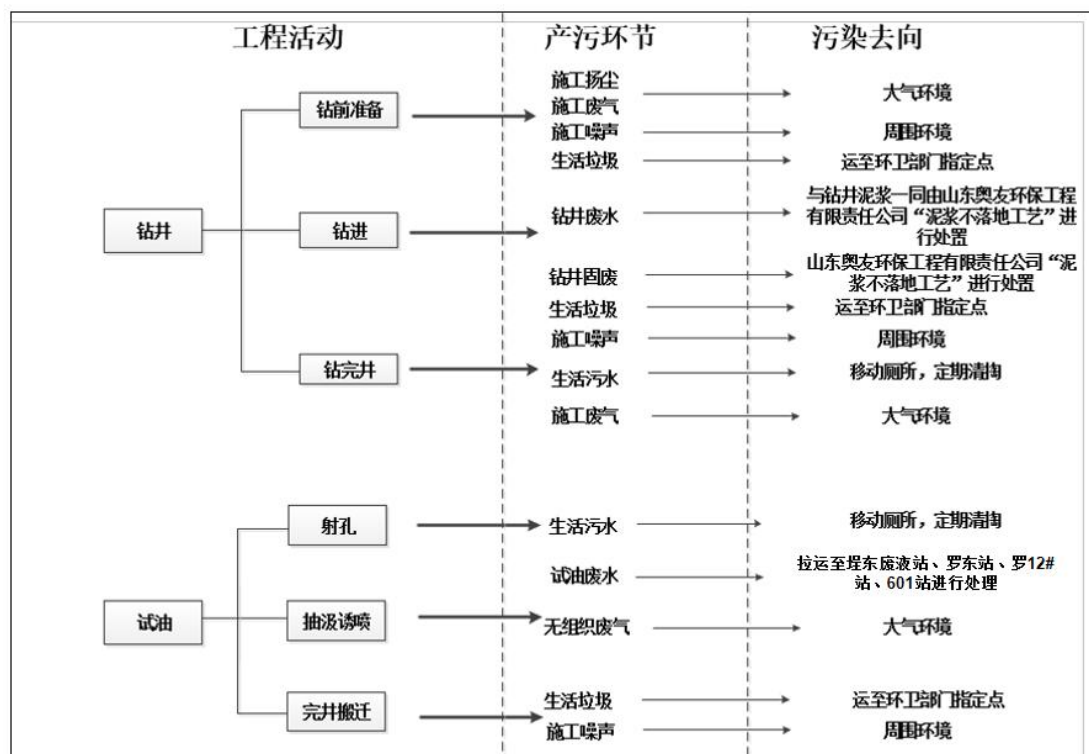 工程活动
产污环节
污染去向
钻井
钻前准备
钻进
钻完井
施工扬尘
施工废气
大气环境
施工噪声
周围环境
生活垃圾
运至环卫部门指定点
钻井废水
与钻井泥浆一同由山东奥友环保工程
有限责任公司“泥浆不落地工艺”进
行处置
钻井固废
山东奥友环保工程有限责任公司“泥
浆不落地工艺”进行处置
生活垃圾
运至环卫部门指定点
施工噪声
周围环境
生活污水
移动厕所，定期清掏
施工废气
大气环境
试油
射孔
抽汲诱喷
完井搬迁
生活污水
移动厕所，定期清掏
试油废水
拉运至埕东废液站、罗东站、罗12#
站、601站进行处理
无组织废气
大气环境
生活垃圾
运至环卫部门指定点
施工噪声
周围环境